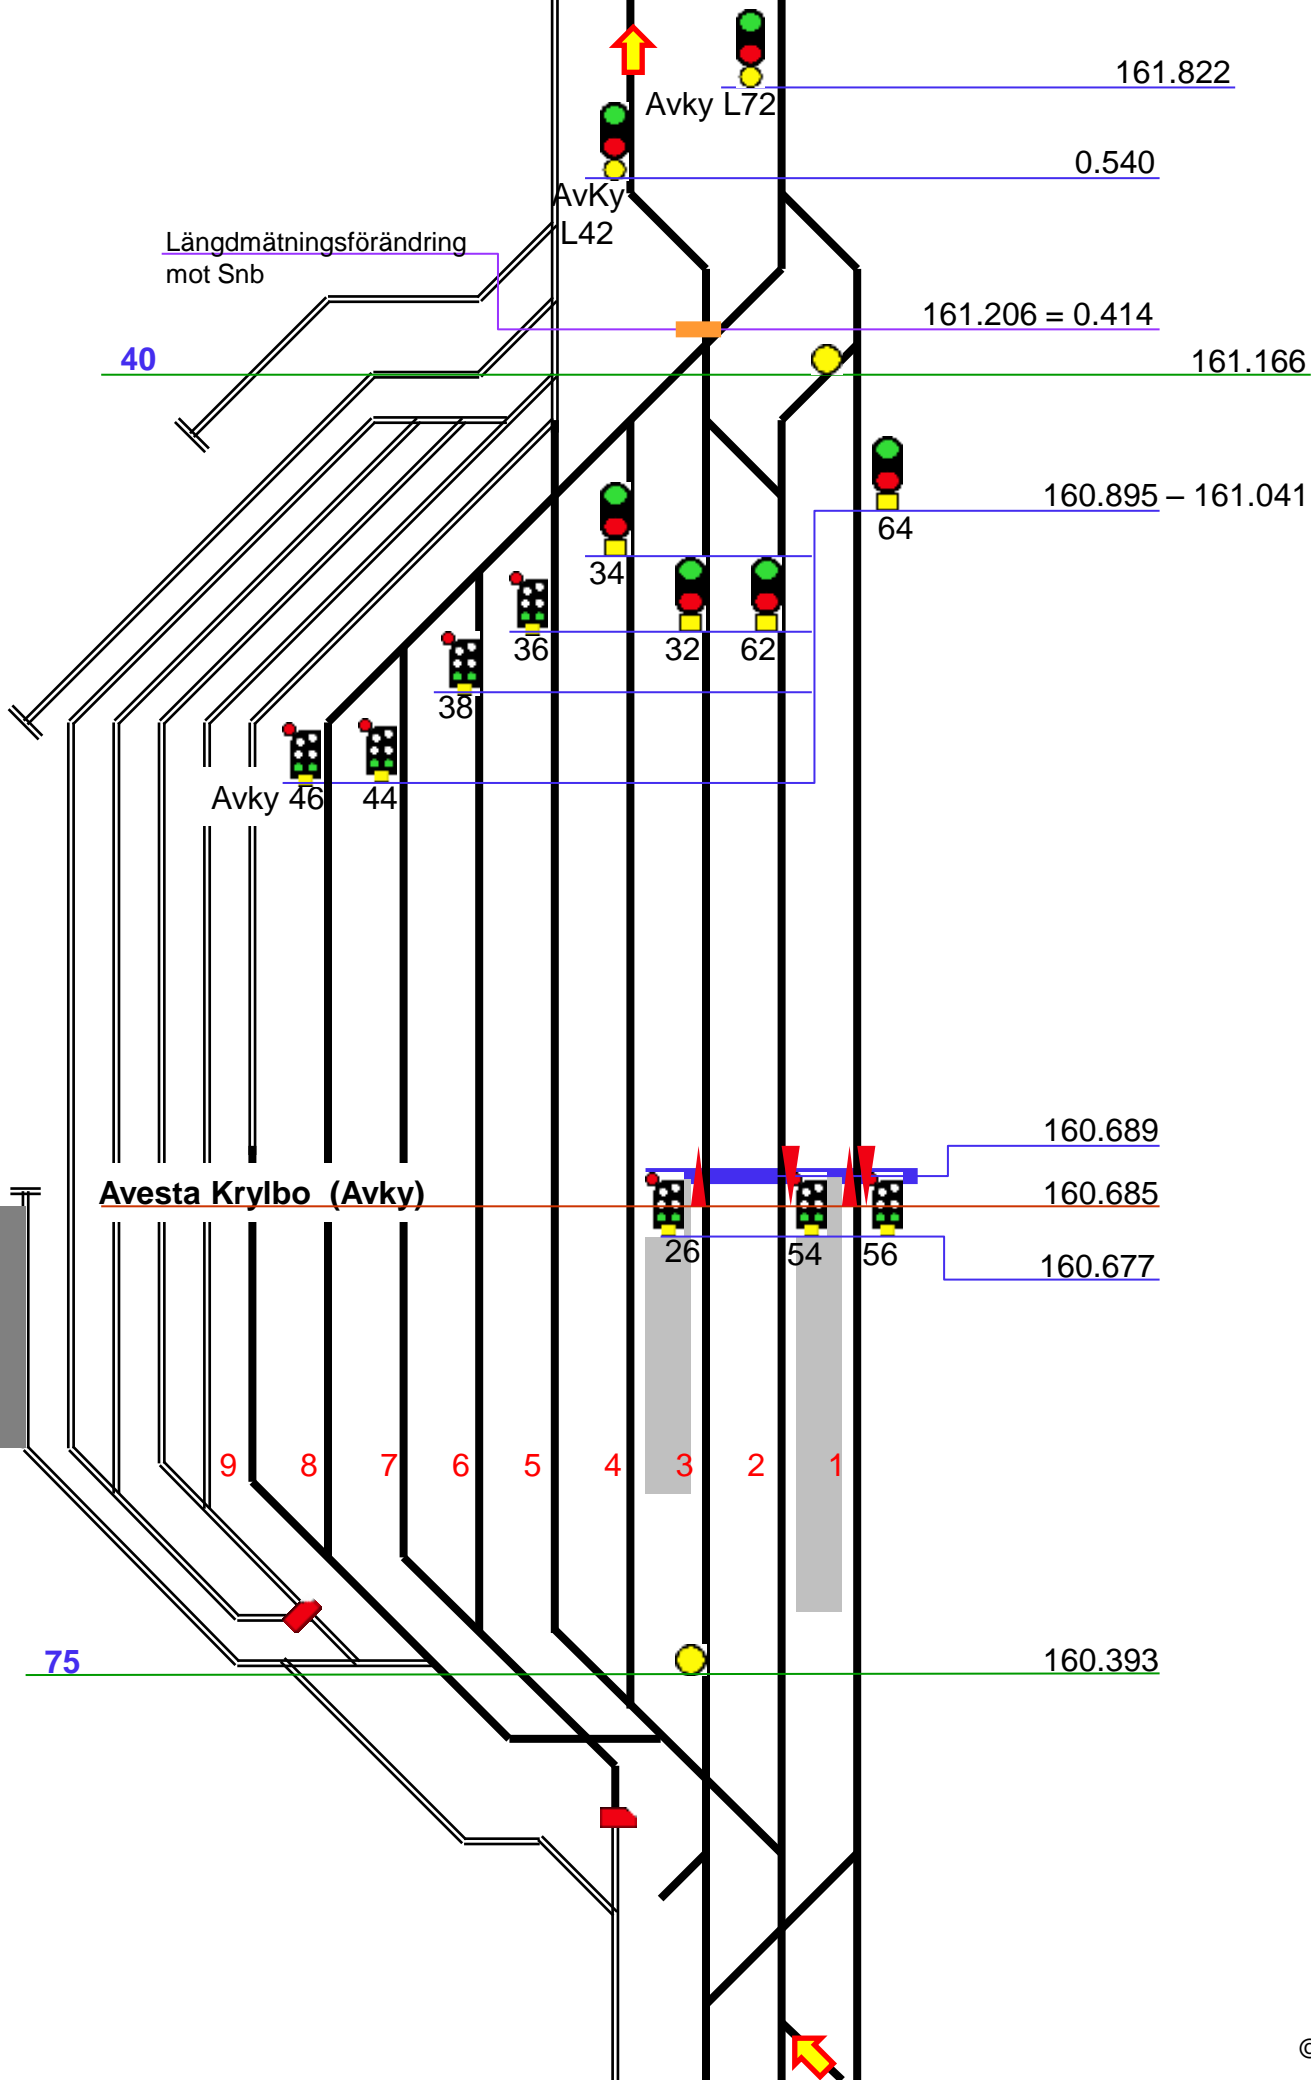 161.822
Avky L72
0.540
AvKy
L42
Längdmätningsförändring
mot Snb
161.206 = 0.414
40
161.166
160.895 – 161.041
64
34
36
32
62
38
Avky 46
44
160.689
Avesta Krylbo (Avky)
160.685
26
54
56
160.677
9 8 7 6 5 4 3 2 1
75
160.393
©